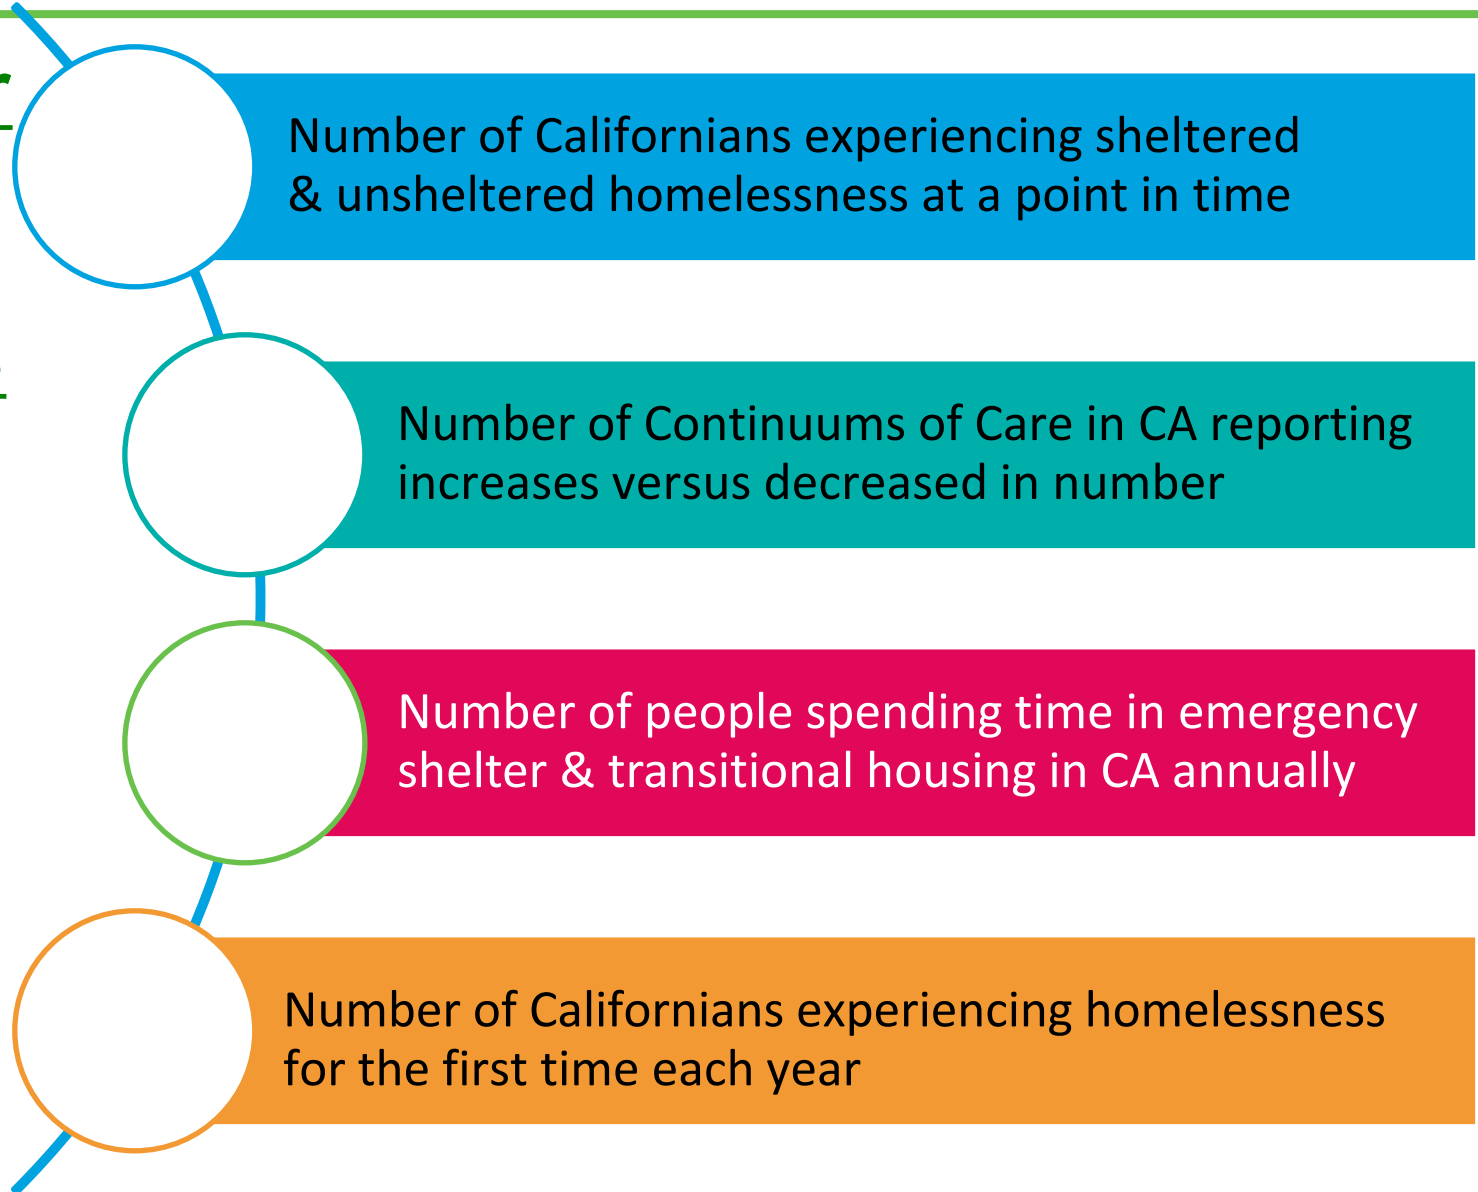 Number of Californians experiencing sheltered
& unsheltered homelessness at a point in time
Number of Continuums of Care in CA reporting
increases versus decreased in number
Number of people spending time in emergency
shelter & transitional housing in CA annually
Number of Californians experiencing homelessness
for the first time each year